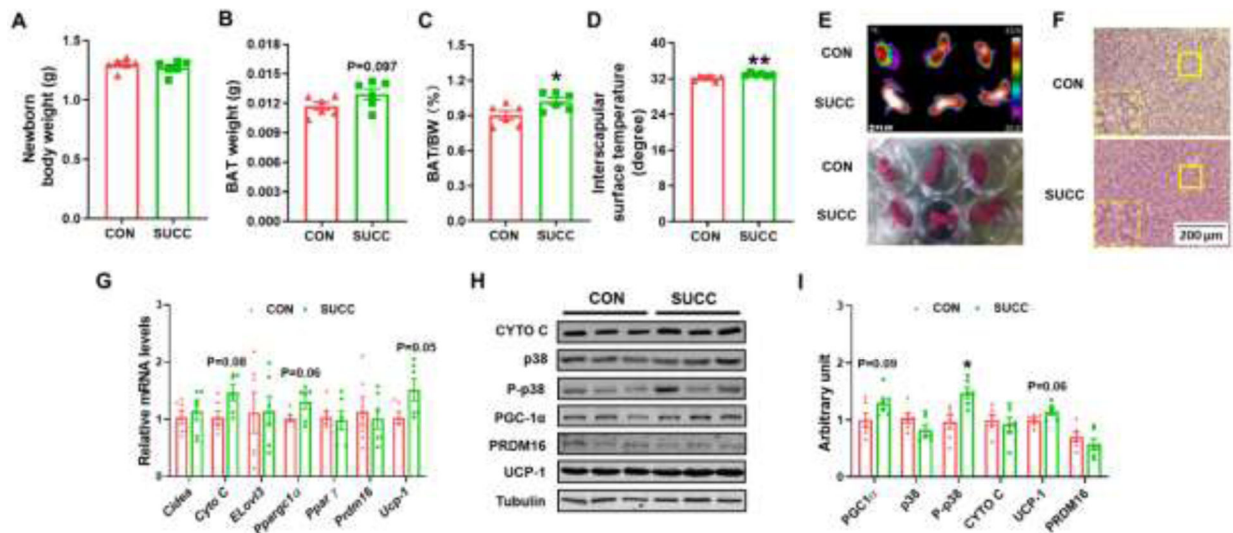 A
Newborn
body weight (g)
1.5
1.2
0.9
0.6
0.3
0.0
CON
SUCC
B
BAT weight (g)
0.018
0.015
0.012
0.009
0.006
0.003
0.000
P=0.097
CON
SUCC
C
BAT/BW (%)
1.5
1.2
0.9
0.6
0.3
0.0
*
CON
SUCC
D
Interscapular
surface temperature
(degree)
40
32
24
16
8
0
**
CON
SUCC
E
CON
SUCC
CON
SUCC
F
CON
SUCC
200 μm
G
CON
SUCC
Relative mRNA levels
3
2
1
0
P=0.08
P=0.06
P=0.05
Cidea
Cyto C
ELovl3
Ppargc1α
Ppar γ
Prdm16
Ucp-1
H
CON
SUCC
CYTO C
p38
P-p38
PGC-1α
PRDM16
UCP-1
Tubulin
I
CON
SUCC
Arbitrary unit
3
2
1
0
P=0.09
*
P=0.06
PGC1α
p38
P-p38
CYTO C
UCP-1
PRDM16